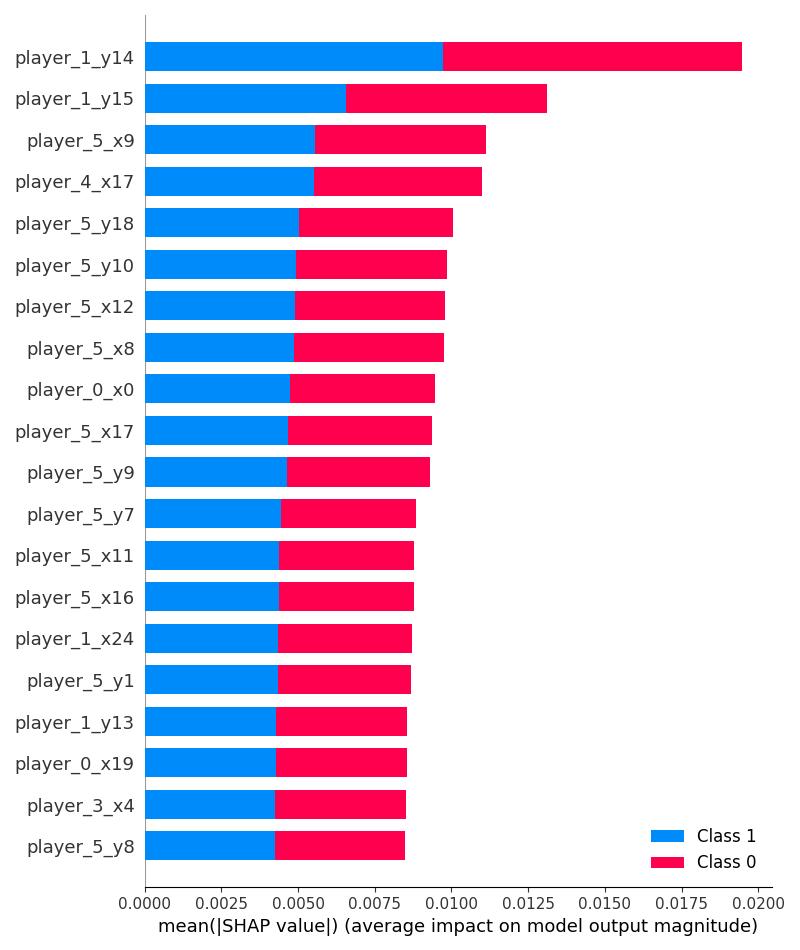 player_1_y14
player_1_y15
player_5_x9
player_4_x17
player_5_y18
player_5_y10
player_5_x12
player_5_x8
player_0_x0
player_5_x17
player_5_y9
player_5_y7
player_5_x11
player_5_x16
player_1_x24
player_5_y1
player_1_y13
player_0_x19
player_3_x4
player_5_y8
Class 1
Class 0
0.0000 0.0025 0.0050 0.0075 0.0100 0.0125 0.0150 0.0175 0.0200
mean(|SHAP value|) (average impact on model output magnitude)